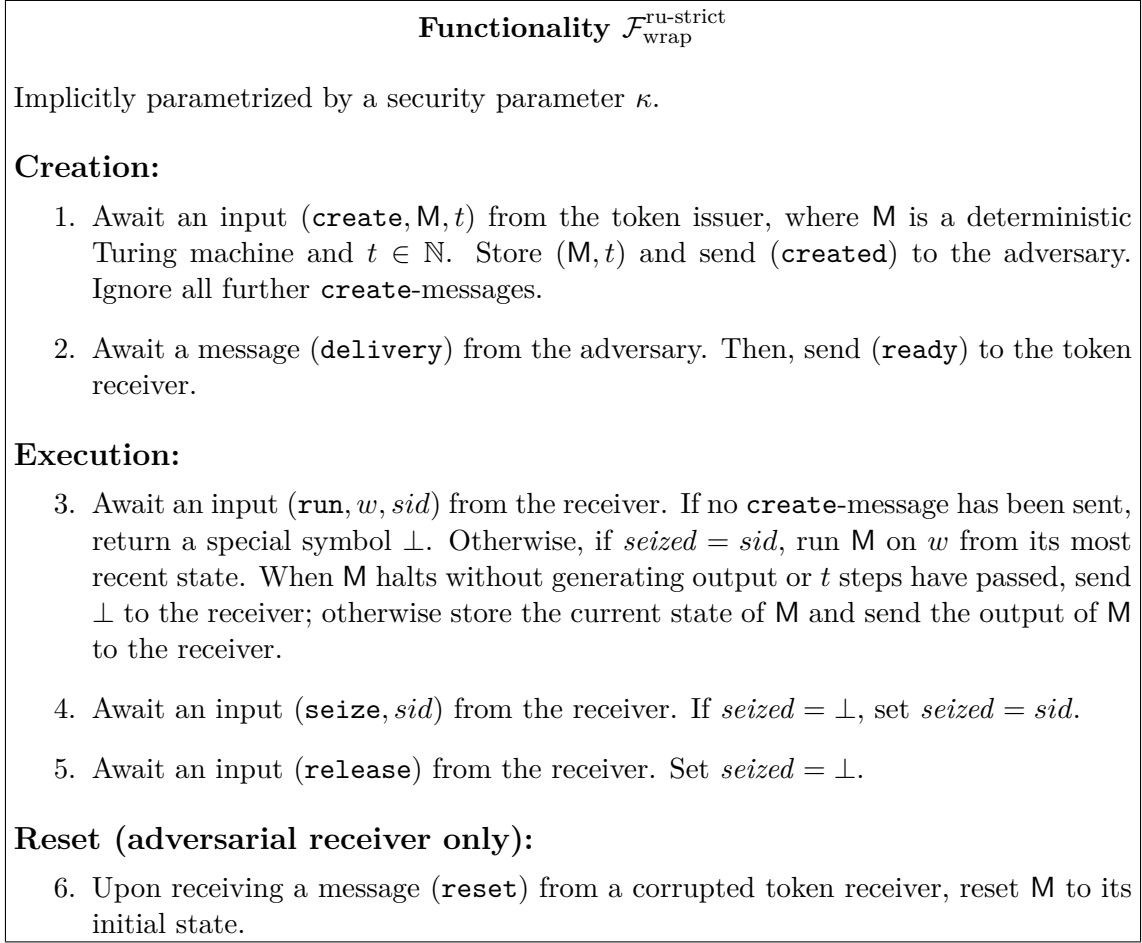 Functionality $\mathcal{F}_{\text{wrap}}^{\text{ru-strict}}$
Implicitly parametrized by a security parameter κ.
Creation:
1. Await an input (create, M, t) from the token issuer, where M is a deterministic
Turing machine and t ∈ ℕ. Store (M, t) and send (created) to the adversary.
Ignore all further create-messages.
2. Await a message (delivery) from the adversary. Then, send (ready) to the token
receiver.
Execution:
3. Await an input (run, w, sid) from the receiver. If no create-message has been sent,
return a special symbol ⊥. Otherwise, if seized = sid, run M on w from its most
recent state. When M halts without generating output or t steps have passed, send
⊥ to the receiver; otherwise store the current state of M and send the output of M
to the receiver.
4. Await an input (seize, sid) from the receiver. If seized = ⊥, set seized = sid.
5. Await an input (release) from the receiver. Set seized = ⊥.
Reset (adversarial receiver only):
6. Upon receiving a message (reset) from a corrupted token receiver, reset M to its
initial state.